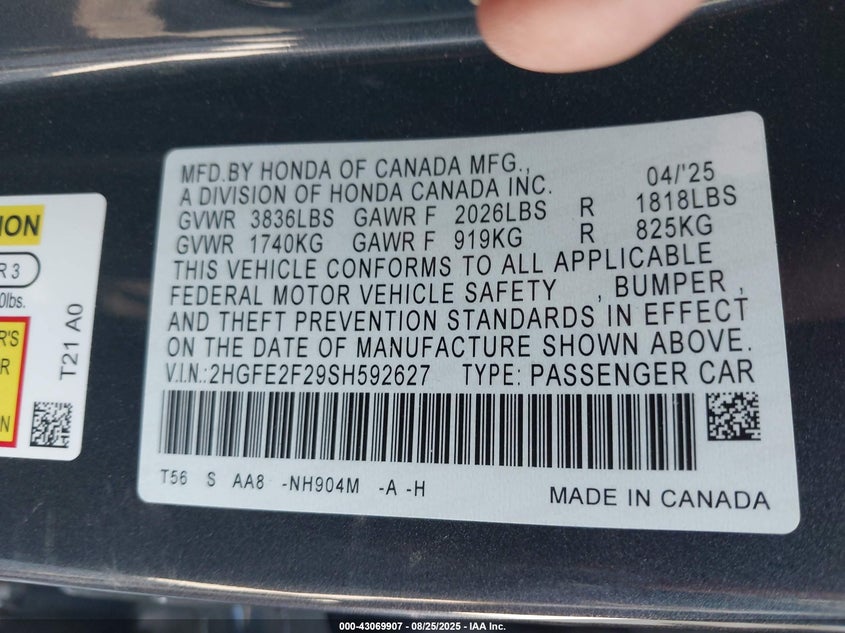 MFD.BY HONDA OF CANADA MFG., 04/'25
A DIVISION OF HONDA CANADA INC.
GVWR 3836LBS GAWR F 2026LBS R 1818LBS
GVWR 1740KG GAWR F 919KG R 825KG
THIS VEHICLE CONFORMS TO ALL APPLICABLE
FEDERAL MOTOR VEHICLE SAFETY , BUMPER ,
AND THEFT PREVENTION STANDARDS IN EFFECT
ON THE DATE OF MANUFACTURE SHOWN ABOVE.
V.I.N.:2HGFE2F29SH592627 TYPE: PASSENGER CAR
T56 S AA8 -NH904M -A -H
MADE IN CANADA
ION
R 3
0lbs.
R'S
R
N
T21 A0
000-43069907 - 08/25/2025 - IAA Inc.